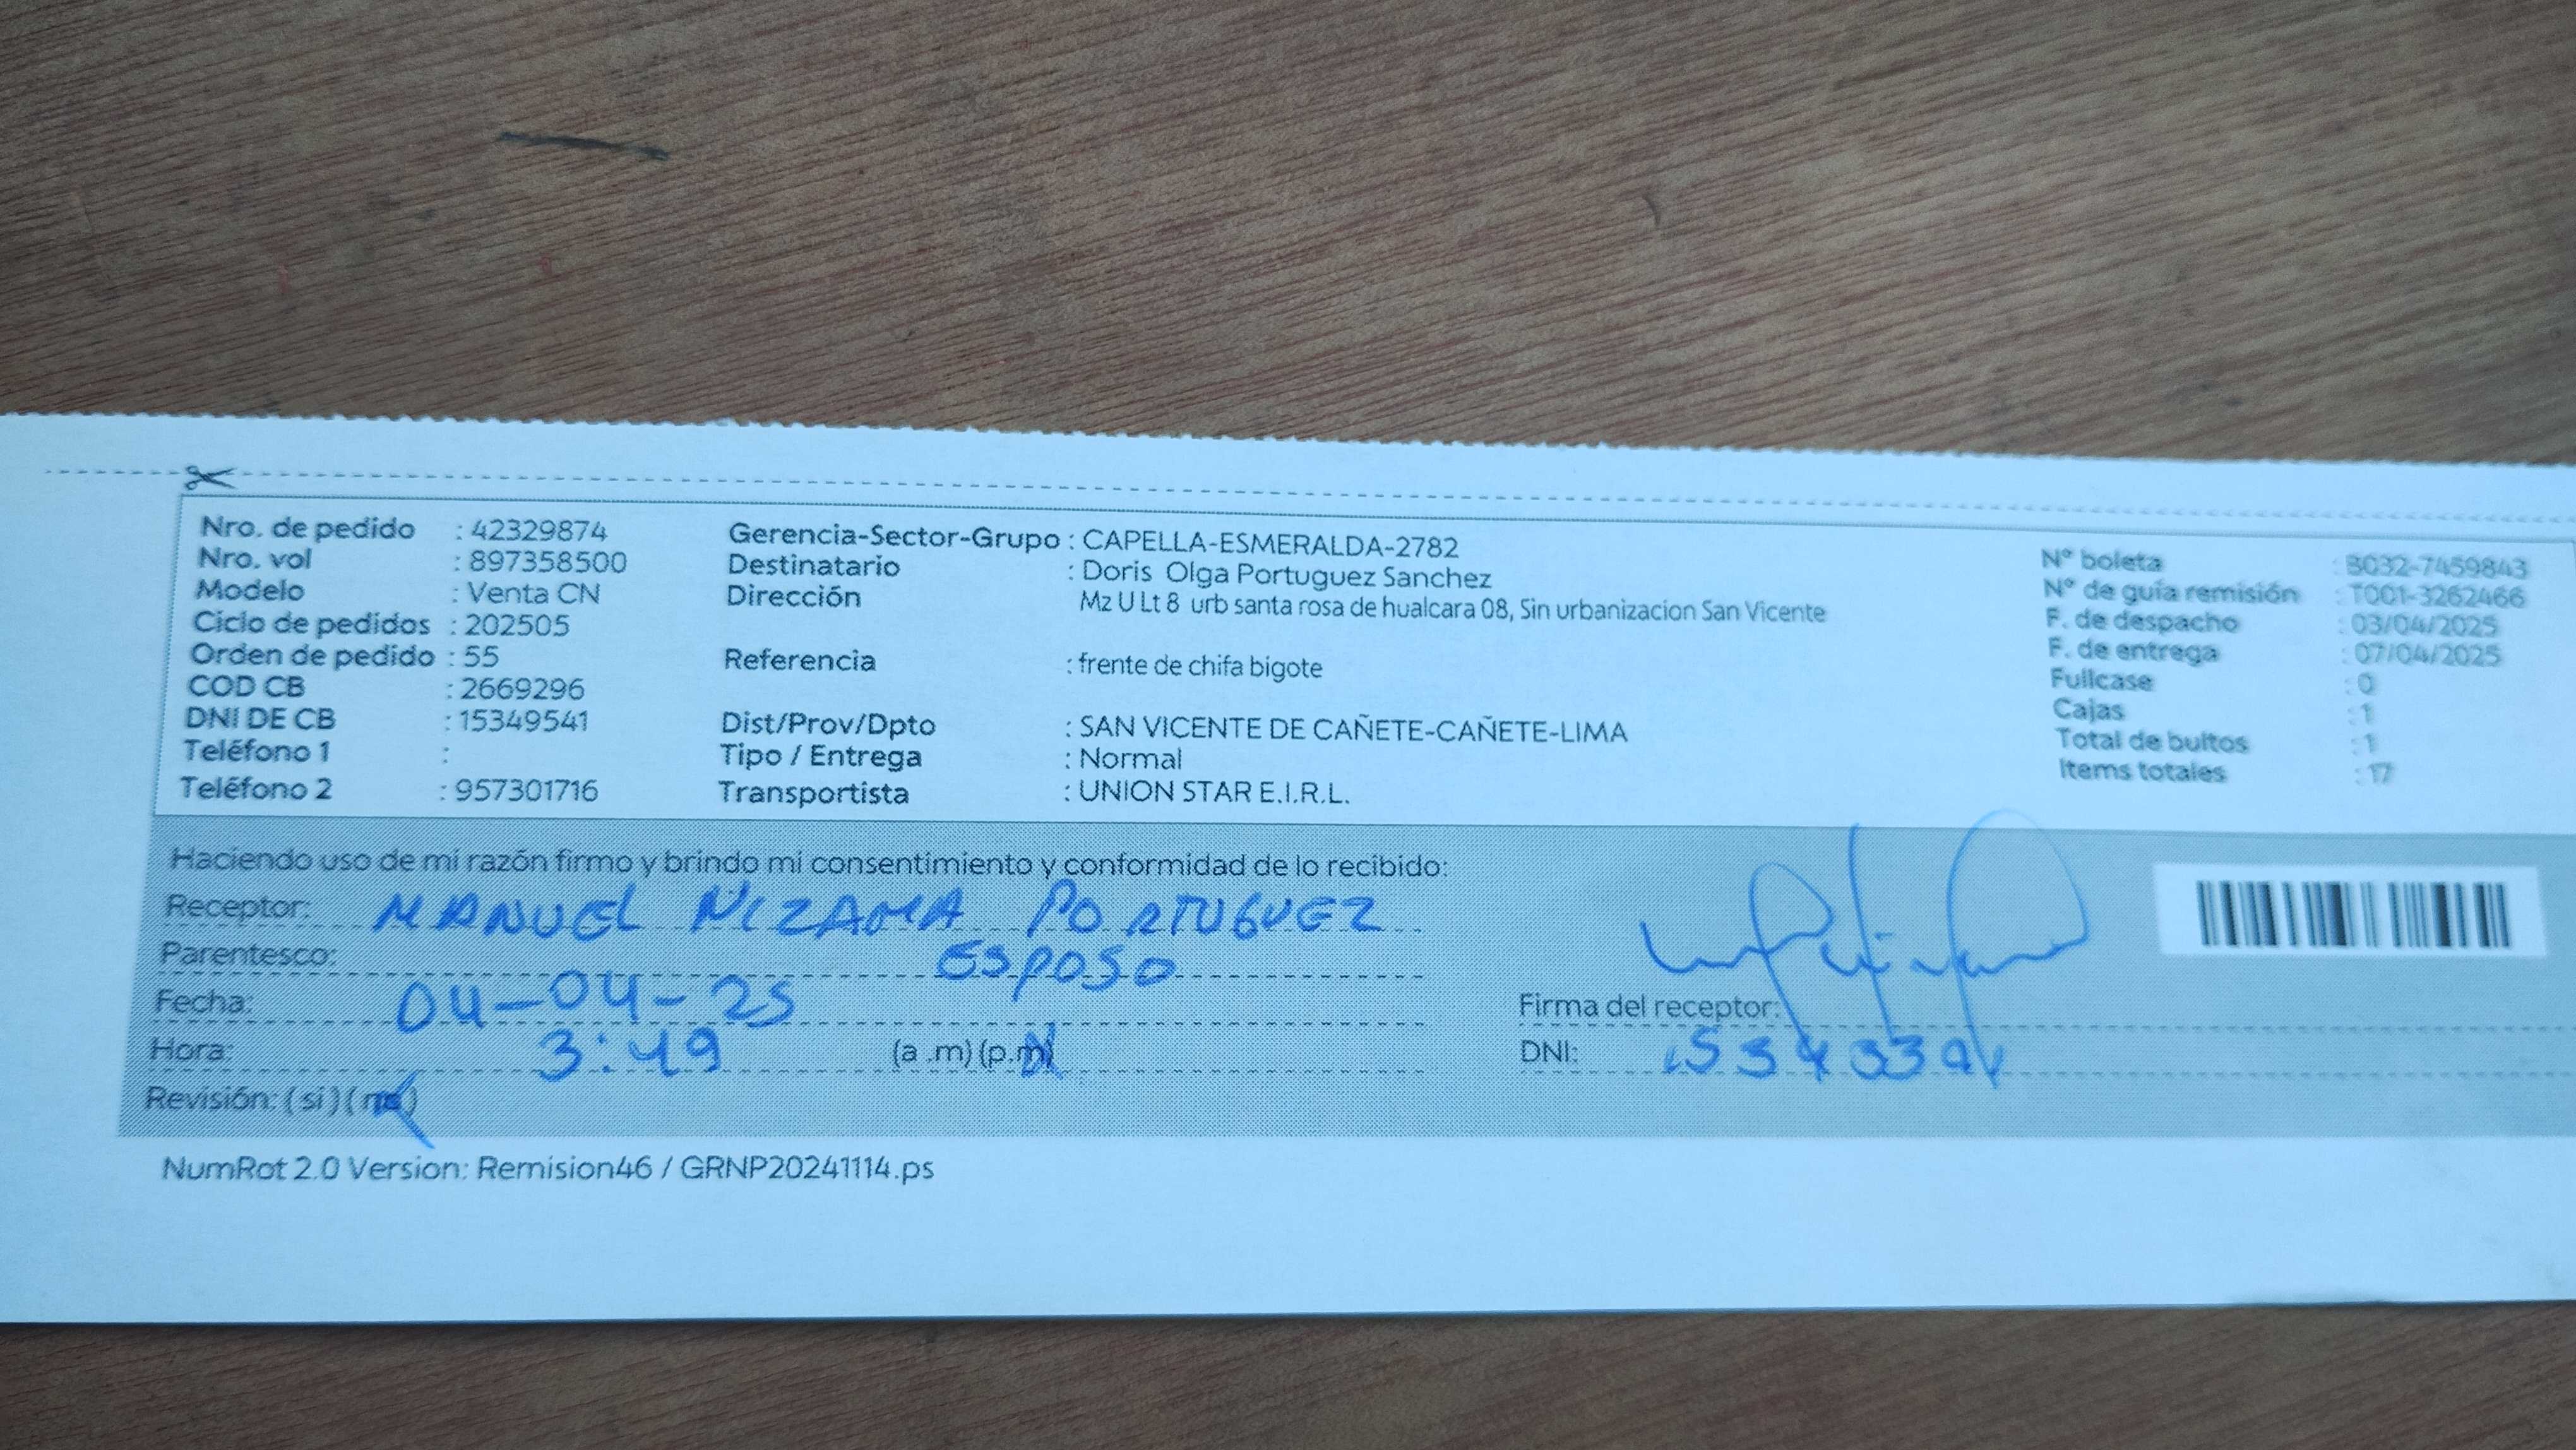 Nro. de pedido : 42329874
Nro. vol : 897358500
Modelo : Venta CN
Ciclo de pedidos : 202505
Orden de pedido : 55
COD CB : 2669296
DNI DE CB : 15349541
Teléfono 1 :
Teléfono 2 : 957301716
Gerencia-Sector-Grupo : CAPELLA-ESMERALDA-2782
Destinatario : Doris Olga Portuguez Sanchez
Dirección Mz U Lt 8 urb santa rosa de hualcara 08, Sin urbanizacion San Vicente
Referencia : frente de chifa bigote
Dist/Prov/Dpto : SAN VICENTE DE CAÑETE-CAÑETE-LIMA
Tipo / Entrega : Normal
Transportista : UNION STAR E.I.R.L.
N° boleta : B032-7459843
N° de guía remisión : T001-3262466
F. de despacho : 03/04/2025
F. de entrega : 07/04/2025
Fullcase : 0
Cajas : 1
Total de bultos : 1
Items totales : 17
Haciendo uso de mi razón firmo y brindo mi consentimiento y conformidad de lo recibido:
Receptor: MANUEL NIZAMA PORTUGUEZ
Parentesco: ESPOSO
Fecha: 04-04-25
Hora: 3:49 (a .m) (p.m)
Revisión: ( si ) ( no )
Firma del receptor:
DNI:
NumRot 2.0 Version: Remision46 / GRNP20241114.ps